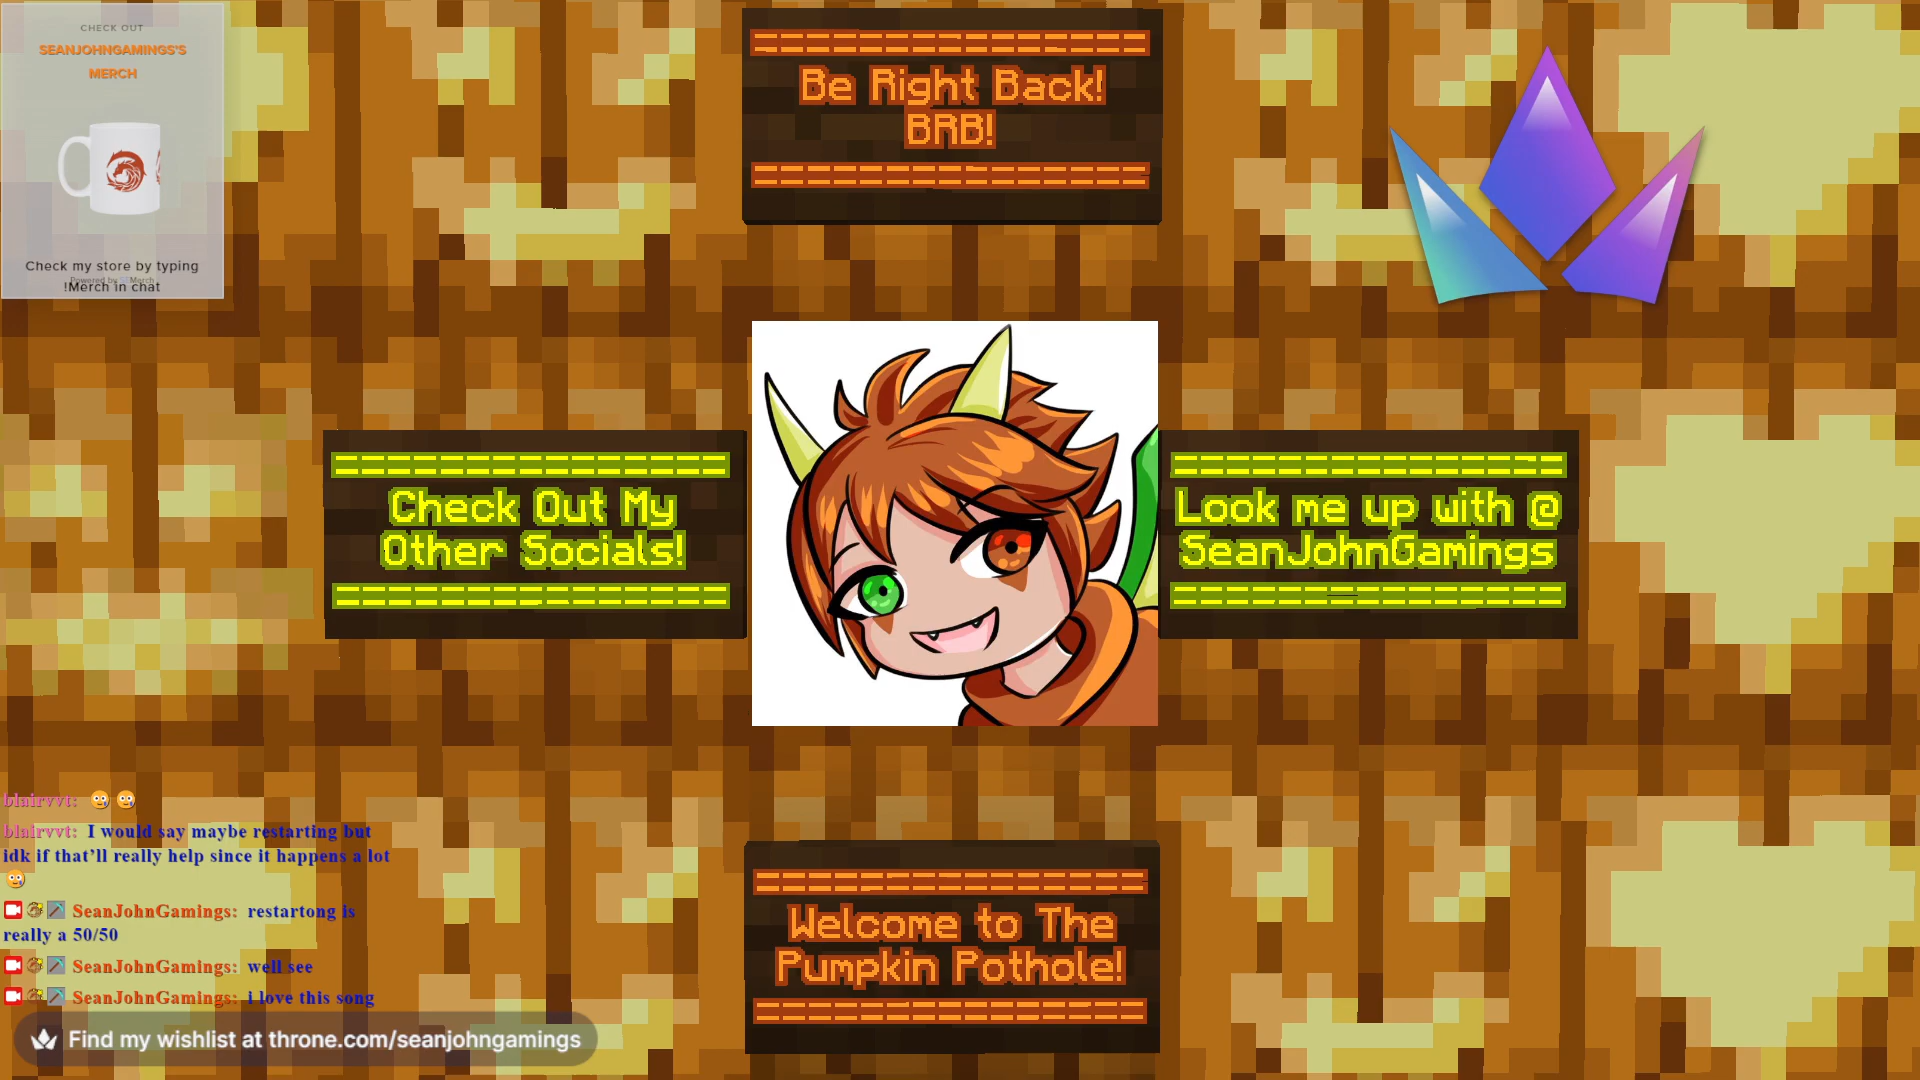 CHECK OUT
SEANJOHNGAMINGS'S
MERCH
Check my store by typing
Powered by Merch
!Merch in chat
==============
Be Right Back!
BRB!
==============
==============
Check Out My
Other Socials!
==============
==============
Look me up with @
SeanJohnGamings
==============
blairvvt:
blairvvt: I would say maybe restarting but
idk if that’ll really help since it happens a lot
SeanJohnGamings: restartong is
really a 50/50
SeanJohnGamings: well see
SeanJohnGamings: i love this song
Find my wishlist at throne.com/seanjohngamings
==============
Welcome to The
Pumpkin Pothole!
==============